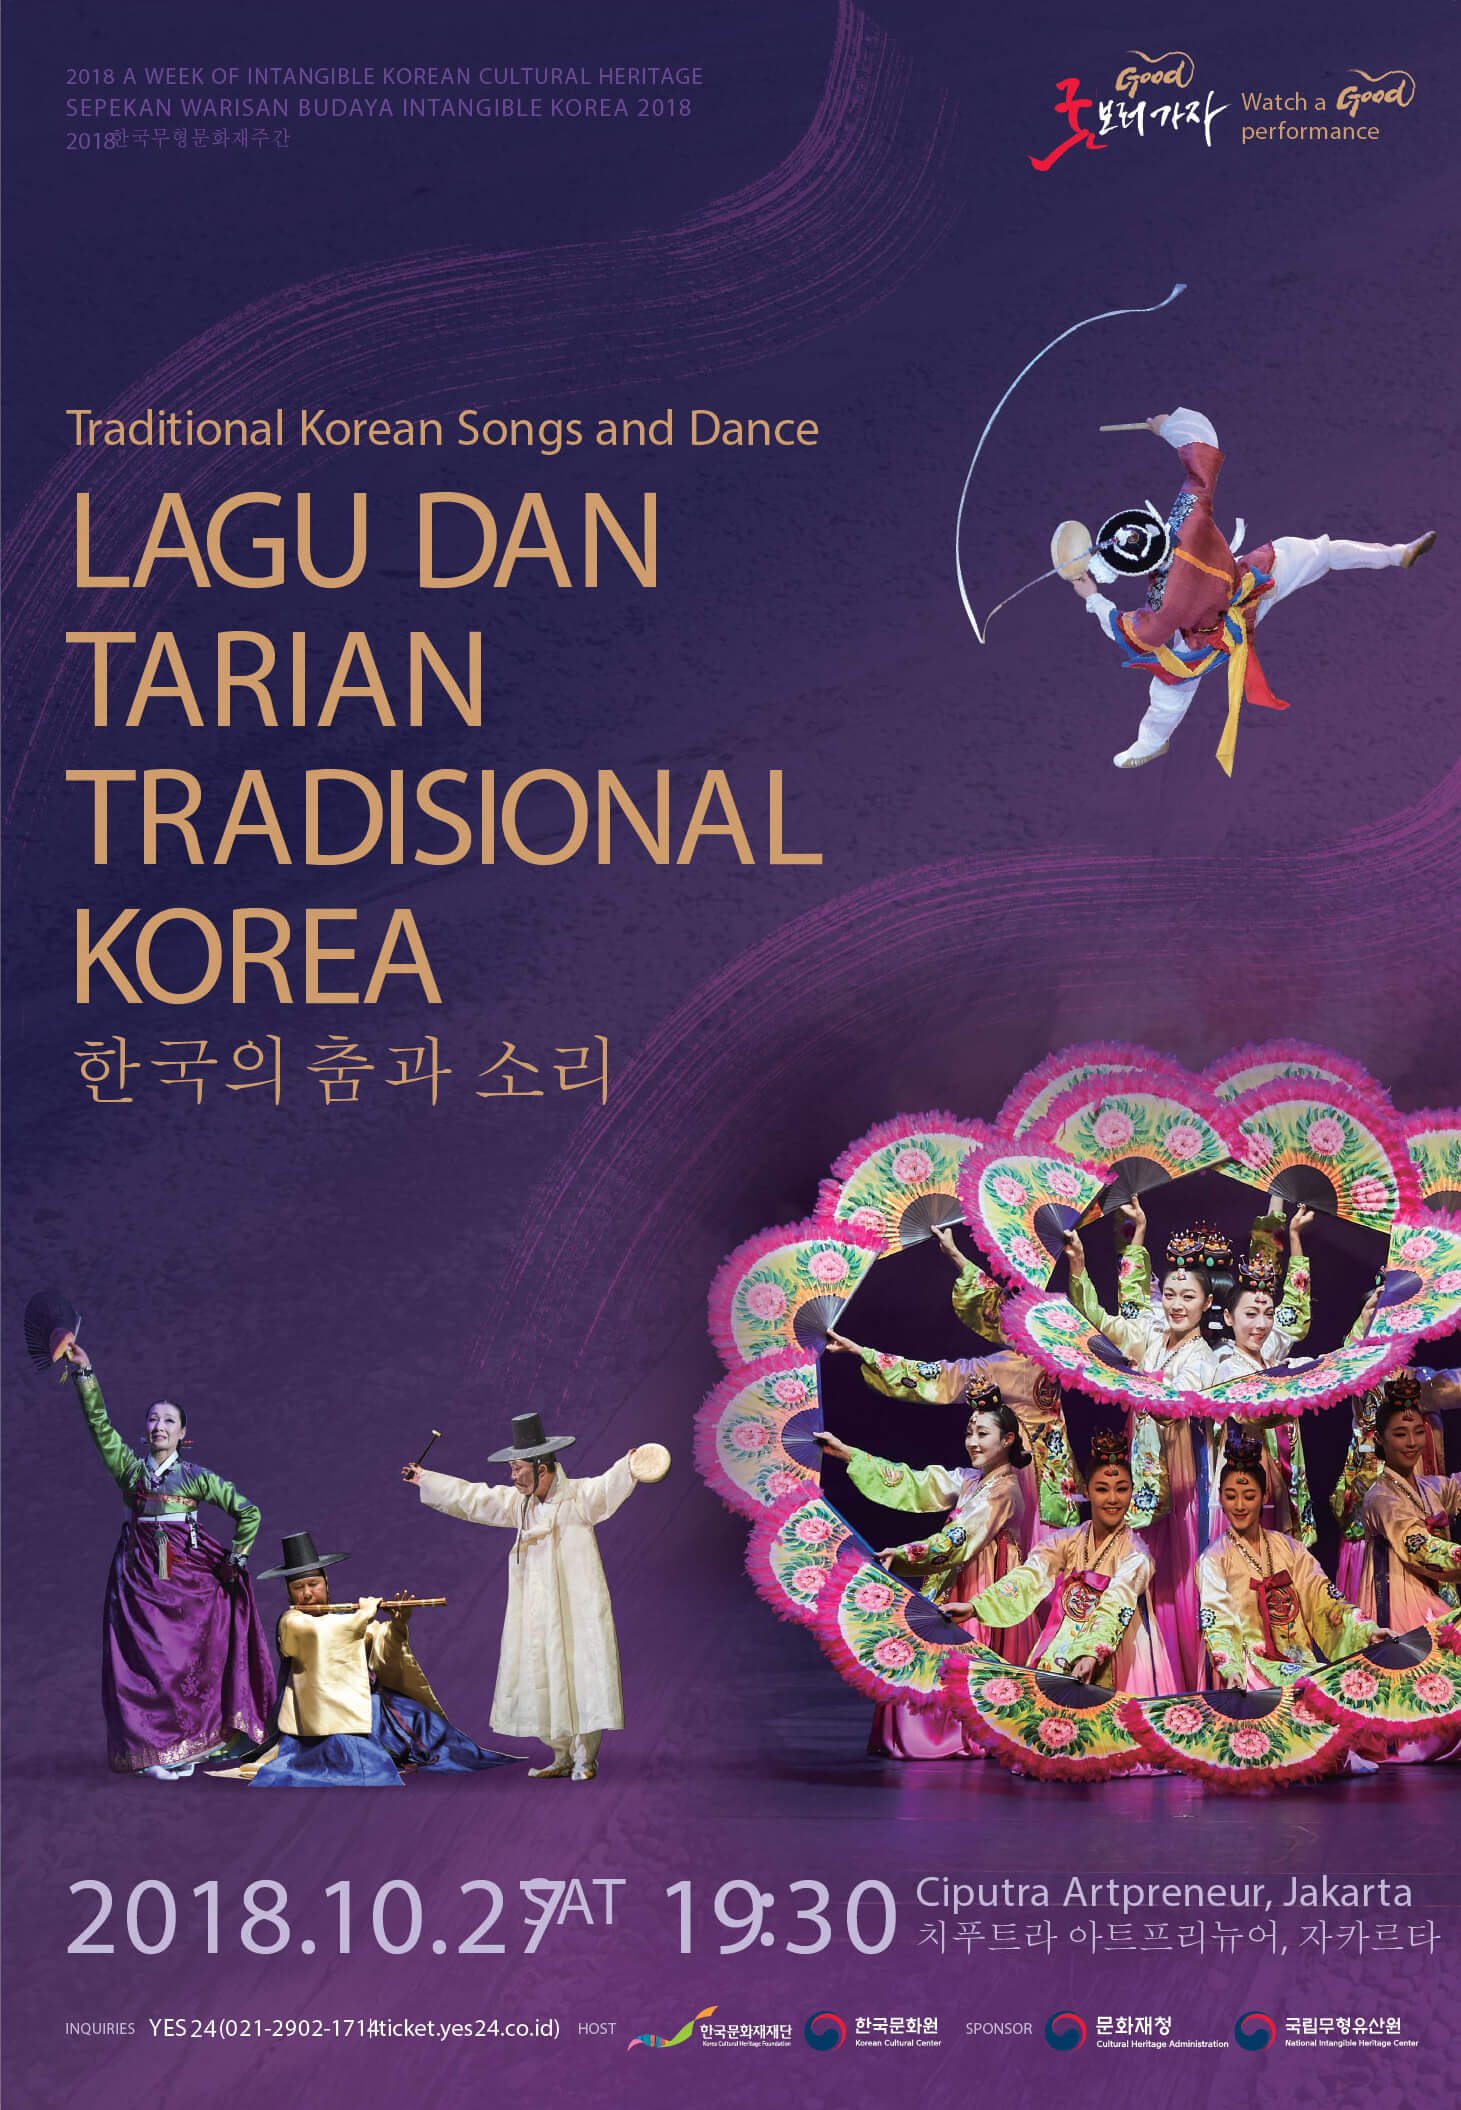 2018 A WEEK OF INTANGIBLE KOREAN CULTURAL HERITAGE
SEPEKAN WARISAN BUDAYA INTANGIBLE KOREA 2018
2018한국무형문화재주간
Good
굿보러가자
Watch a Good
performance
Traditional Korean Songs and Dance
LAGU DAN
TARIAN
TRADISIONAL
KOREA
한국의 춤과 소리
2018.10.27 SAT 19:30
Ciputra Artpreneur, Jakarta
치푸트라 아트프리뉴어, 자카르타
INQUIRIES YES24(021-2902-1714/ticket.yes24.co.id) HOST
한국문화재재단
Korea Cultural Heritage Foundation
한국문화원
Korean Cultural Center
SPONSOR
문화재청
Cultural Heritage Administration
국립무형유산원
National Intangible Heritage Center